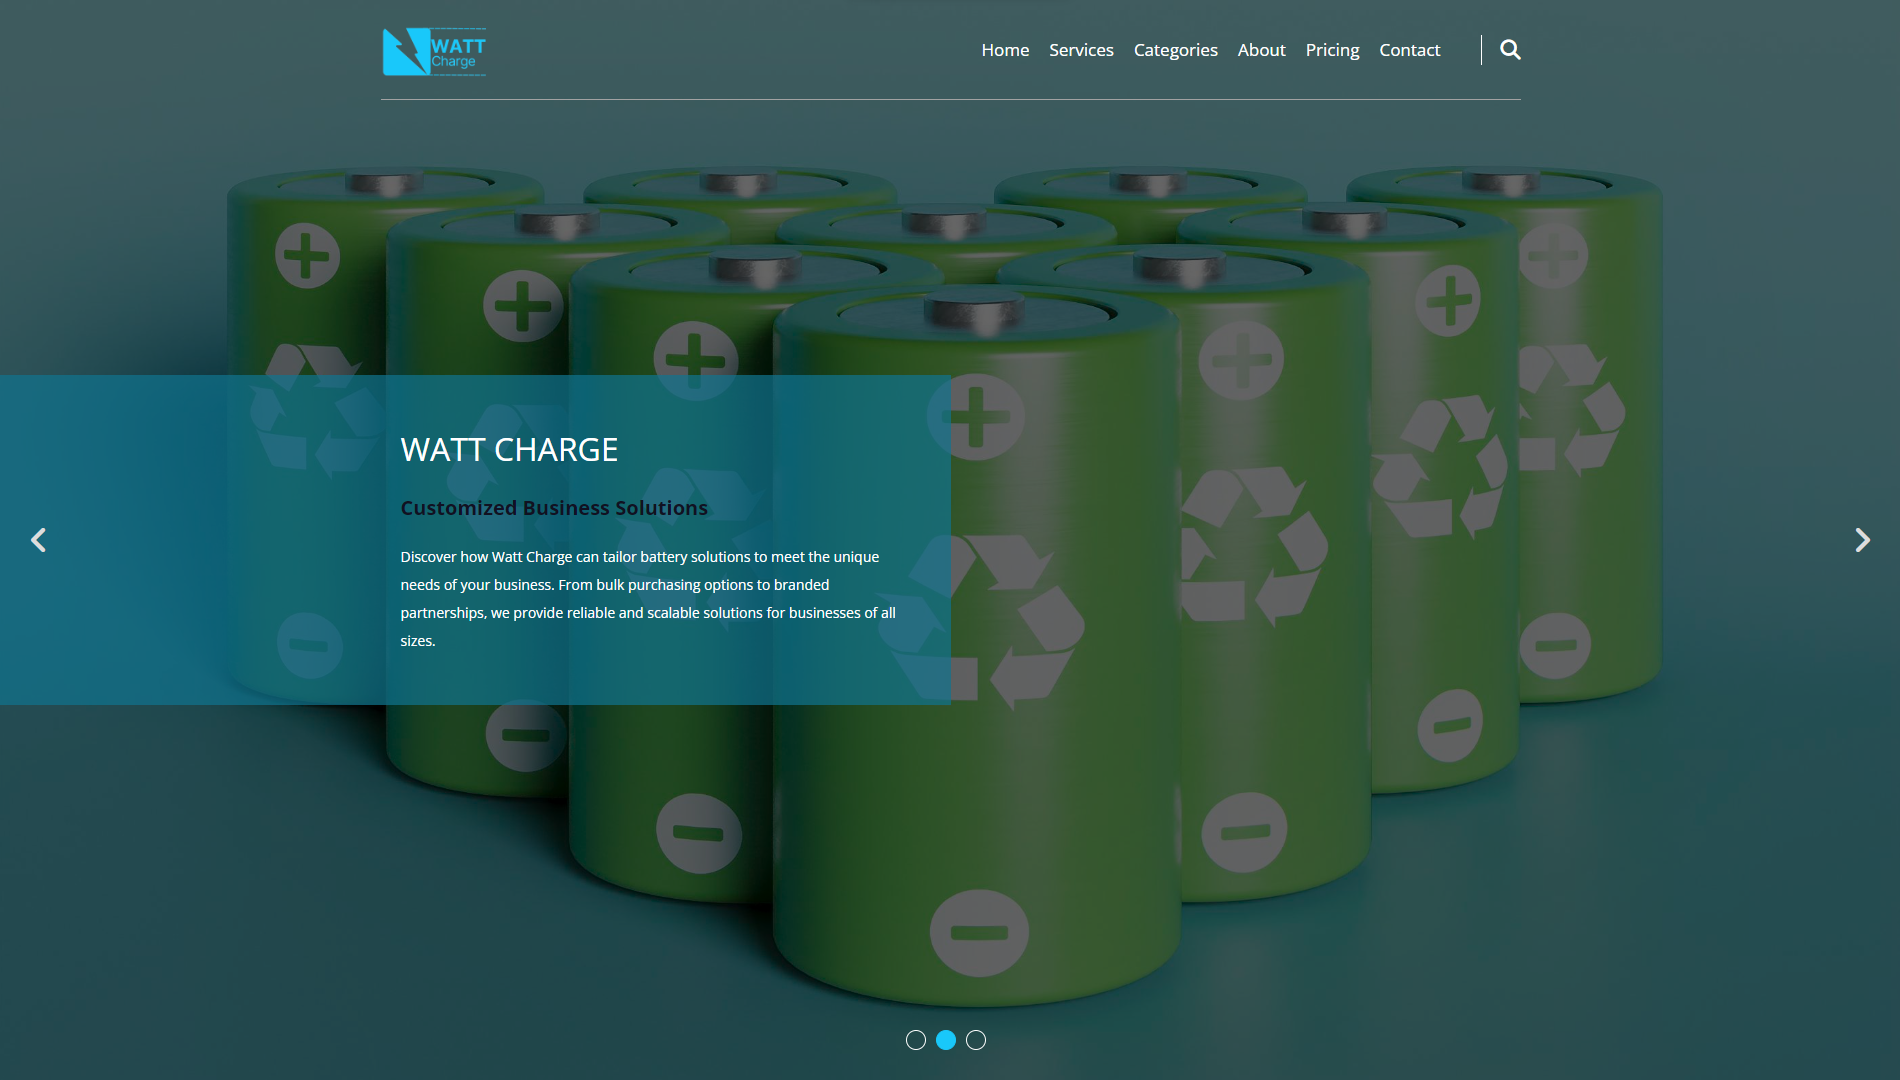 WATT
Charge
Home Services Categories About Pricing Contact
WATT CHARGE
Customized Business Solutions
Discover how Watt Charge can tailor battery solutions to meet the unique
needs of your business. From bulk purchasing options to branded
partnerships, we provide reliable and scalable solutions for businesses of all
sizes.